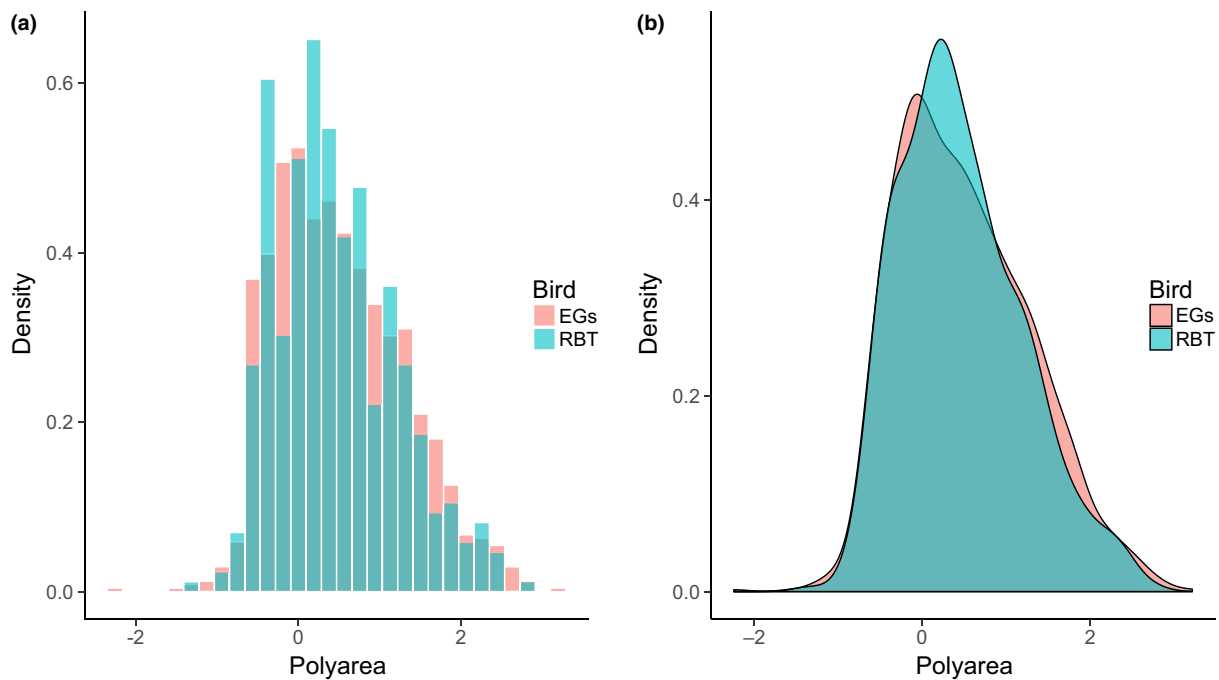 (a)
0.6
0.4
0.2
0.0
Density
-2
0
2
Polyarea
Bird
EGs
RBT
(b)
0.4
0.2
0.0
Density
–2
0
2
Polyarea
Bird
EGs
RBT